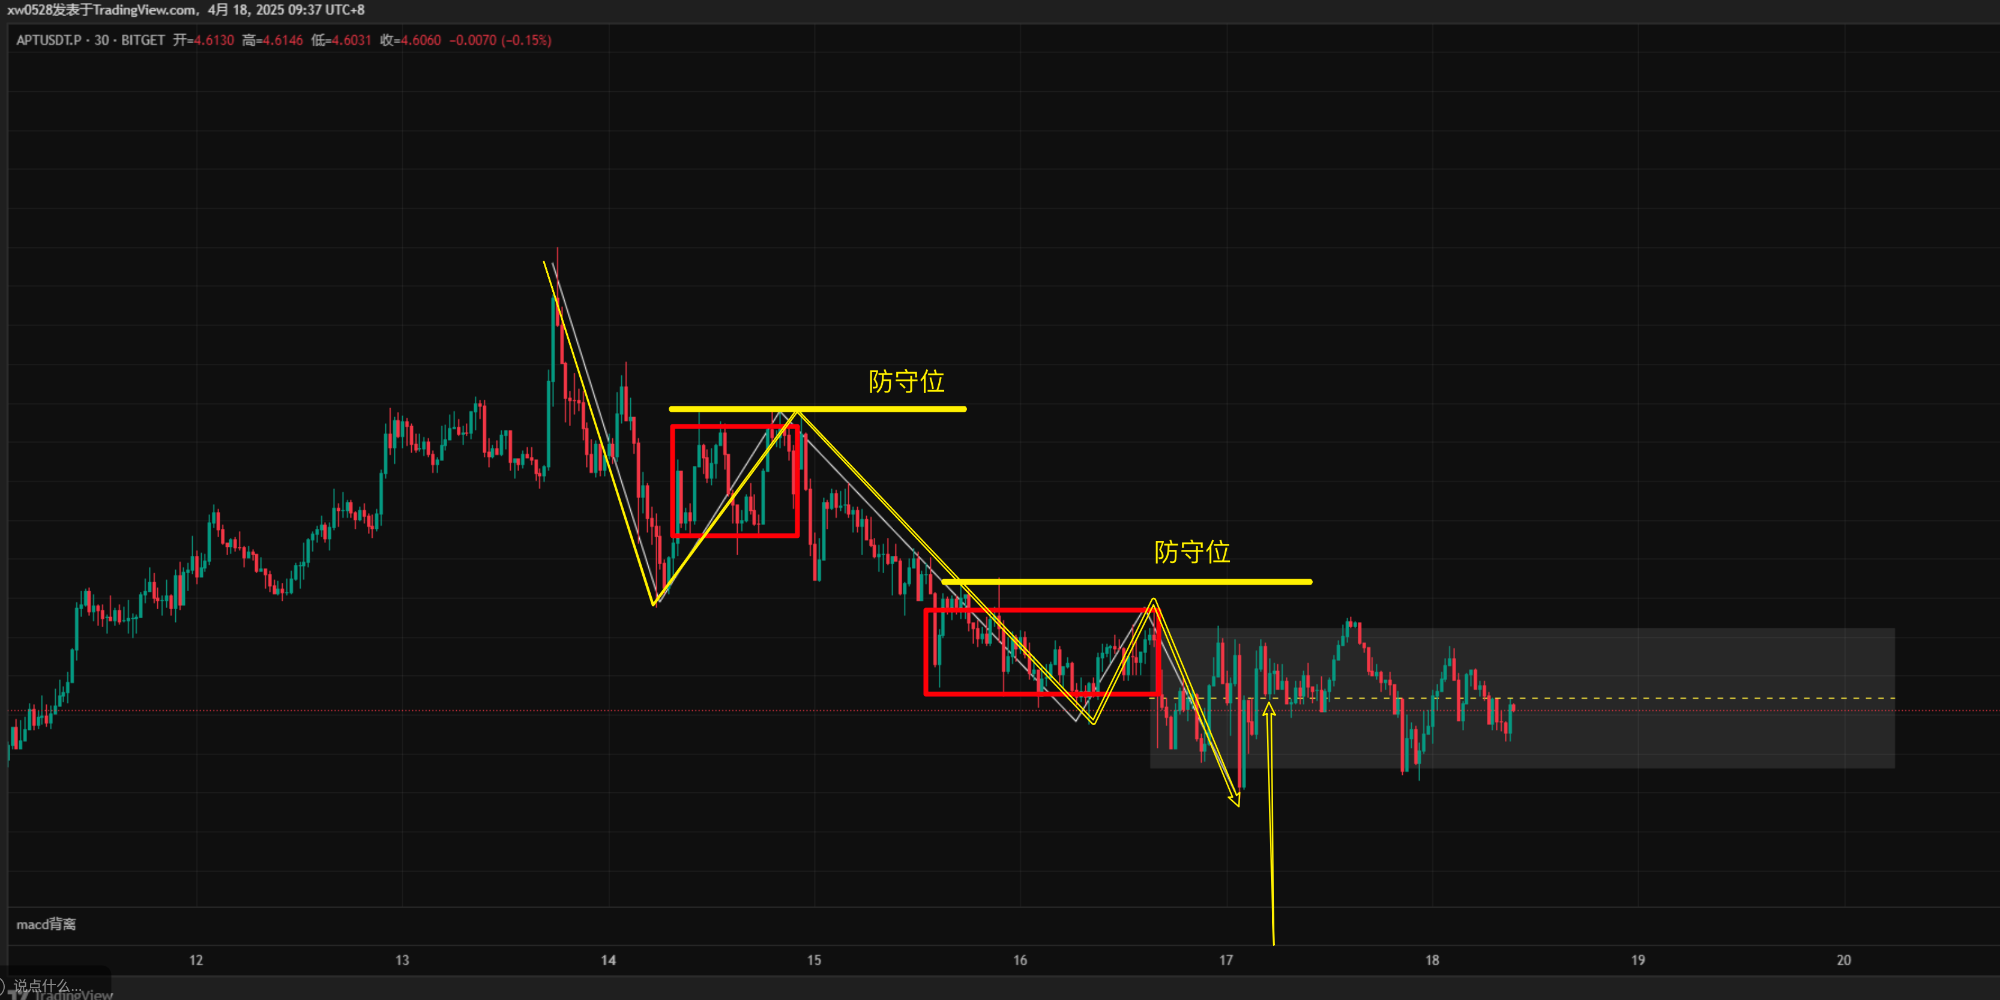 xw0528发表于TradingView.com, 4月 18, 2025 09:37 UTC+8
APTUSDT.P · 30 · BITGET 开=4.6130 高=4.6146 低=4.6031 收=4.6060 −0.0070 (−0.15%)
防守位
防守位
macd背离
12 13 14 15 16 17 18 19 20
说点什么...
TradingView